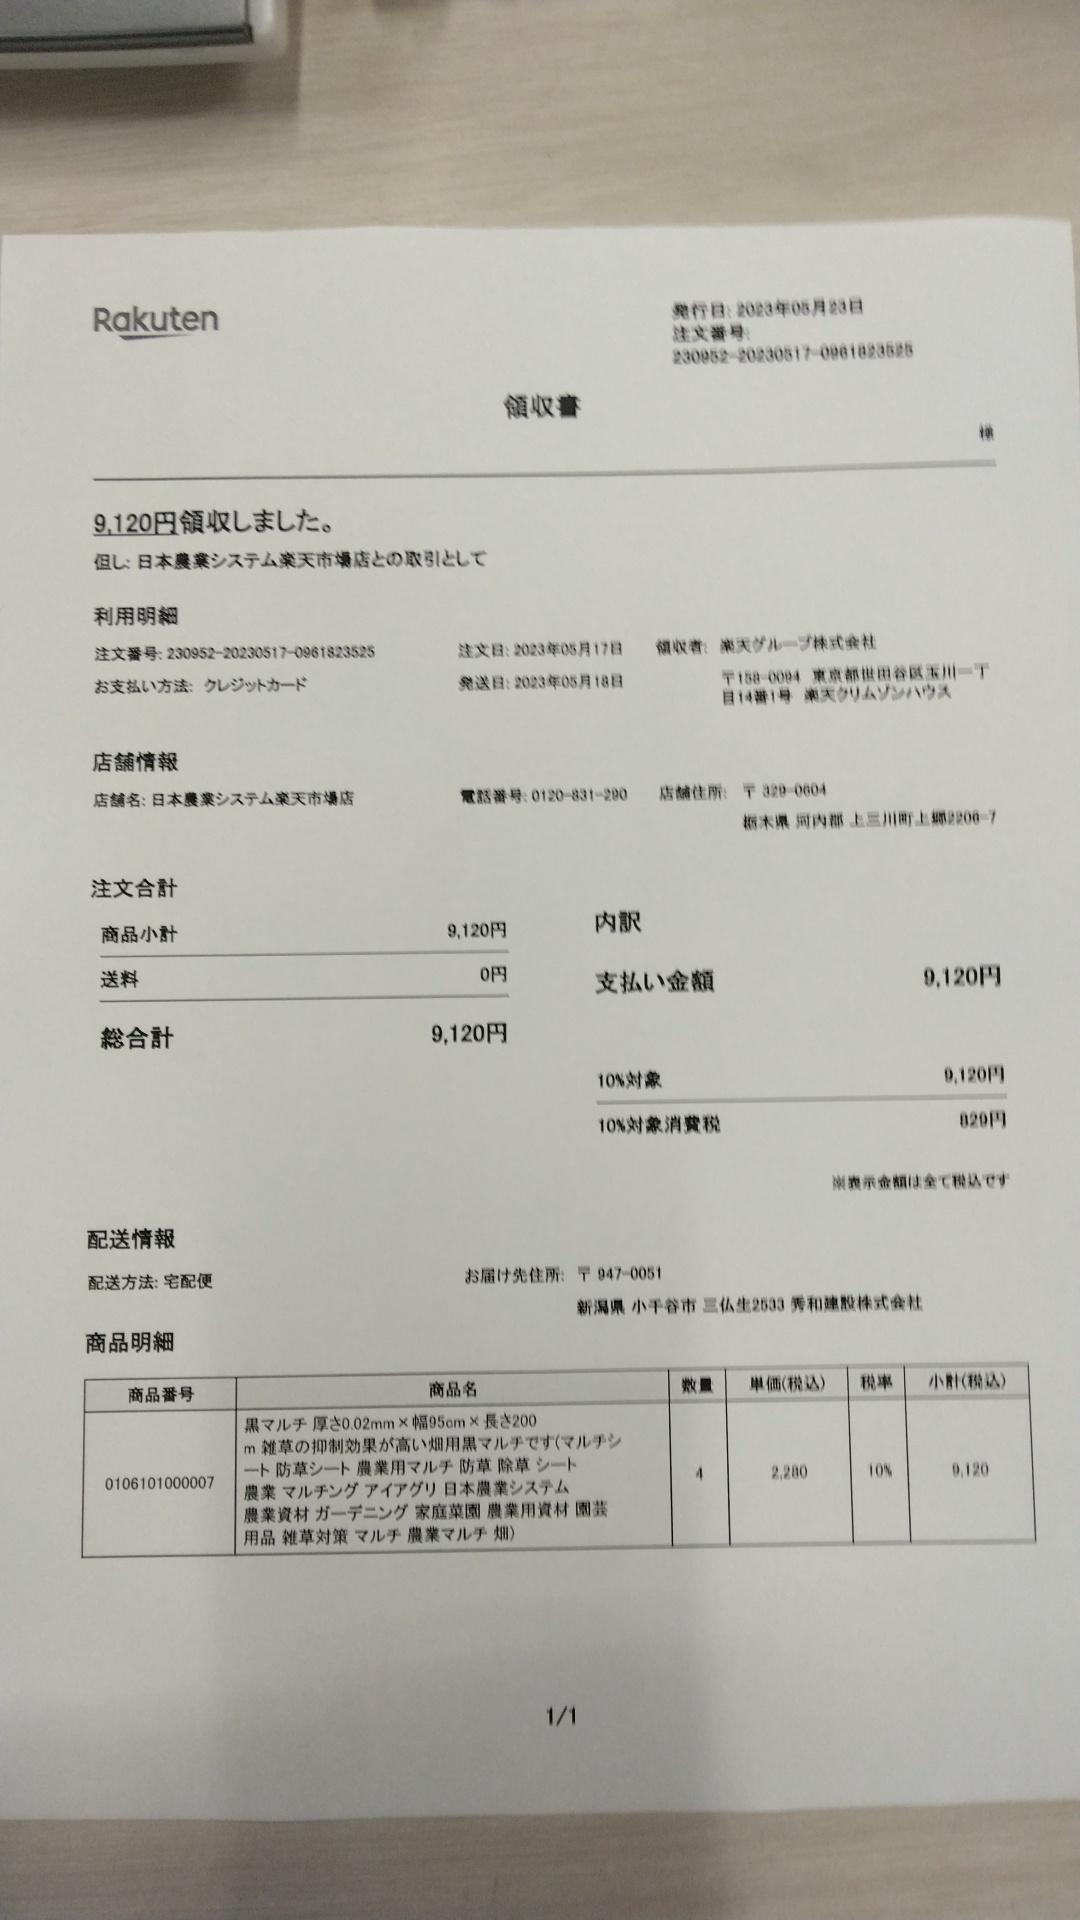 Rakuten
発行日: 2023年05月23日
注文番号:
230952-20230517-0961823525
領収書
様
9,120円領収しました。
但し: 日本農業システム楽天市場店との取引として
利用明細
注文番号: 230952-20230517-0961823525
注文日: 2023年05月17日
領収者: 楽天グループ株式会社
お支払い方法: クレジットカード
発送日: 2023年05月18日
〒158-0094 東京都世田谷区玉川一丁
目14番1号 楽天クリムゾンハウス
店舗情報
店舗名: 日本農業システム楽天市場店
電話番号: 0120-831-290
店舗住所: 〒 329-0604
栃木県 河内郡 上三川町上郷2206-7
注文合計
商品小計 9,120円
送料 0円
総合計 9,120円
内訳
支払い金額 9,120円
10%対象 9,120円
10%対象消費税 829円
※表示金額は全て税込です
配送情報
配送方法: 宅配便
お届け先住所: 〒 947-0051
新潟県 小千谷市 三仏生2533 秀和建設株式会社
商品明細
商品番号 商品名 数量 単価(税込) 税率 小計(税込)
黒マルチ 厚さ0.02mm×幅95cm×長さ200
m 雑草の抑制効果が高い畑用黒マルチです(マルチシ
ート 防草シート 農業用マルチ 防草 除草 シート
0106101000007 4 2,280 10% 9,120
農業 マルチング アイアグリ 日本農業システム
農業資材 ガーデニング 家庭菜園 農業用資材 園芸
用品 雑草対策 マルチ 農業マルチ 畑)
1/1